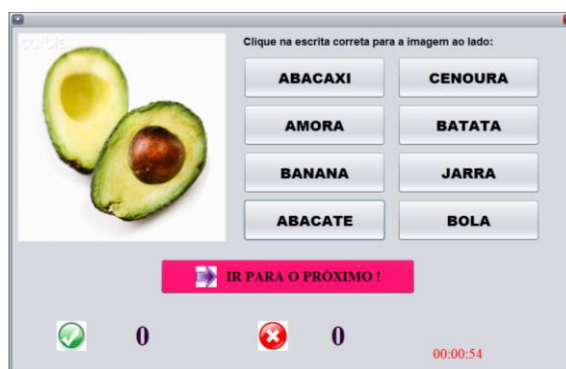 corbis
Clique na escrita correta para a imagem ao lado:
ABACAXI CENOURA
AMORA BATATA
BANANA JARRA
ABACATE BOLA
IR PARA O PRÓXIMO !
0 0
00:00:54